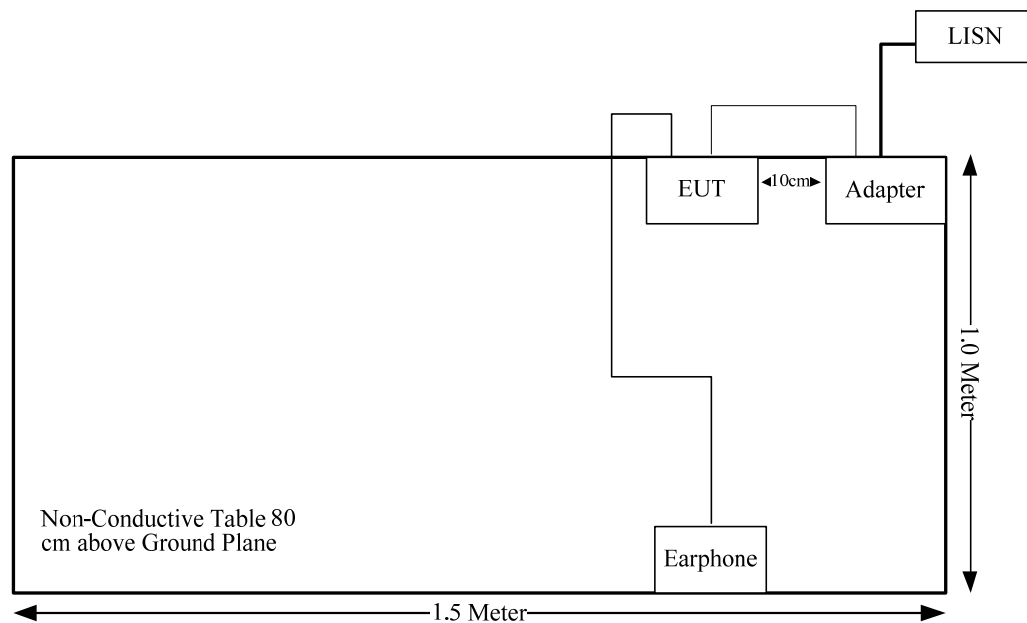 LISN
EUT
10cm
Adapter
1.0 Meter
Non-Conductive Table 80
cm above Ground Plane
Earphone
1.5 Meter